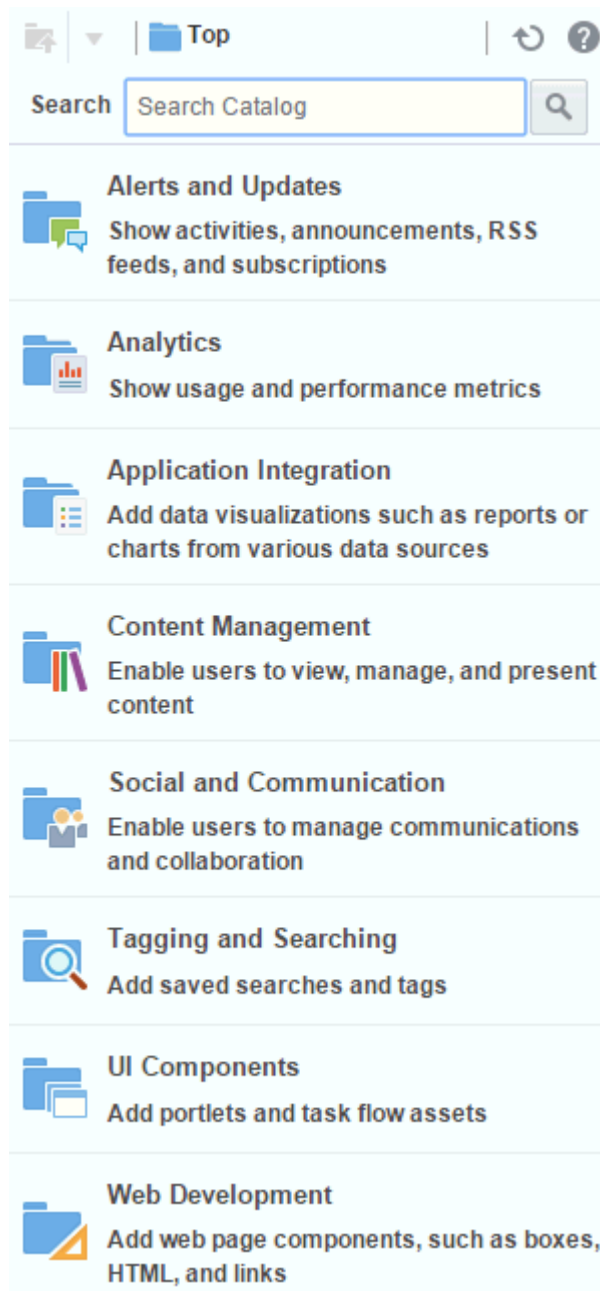 Top
Search Search Catalog
Alerts and Updates
Show activities, announcements, RSS
feeds, and subscriptions
Analytics
Show usage and performance metrics
Application Integration
Add data visualizations such as reports or
charts from various data sources
Content Management
Enable users to view, manage, and present
content
Social and Communication
Enable users to manage communications
and collaboration
Tagging and Searching
Add saved searches and tags
UI Components
Add portlets and task flow assets
Web Development
Add web page components, such as boxes,
HTML, and links